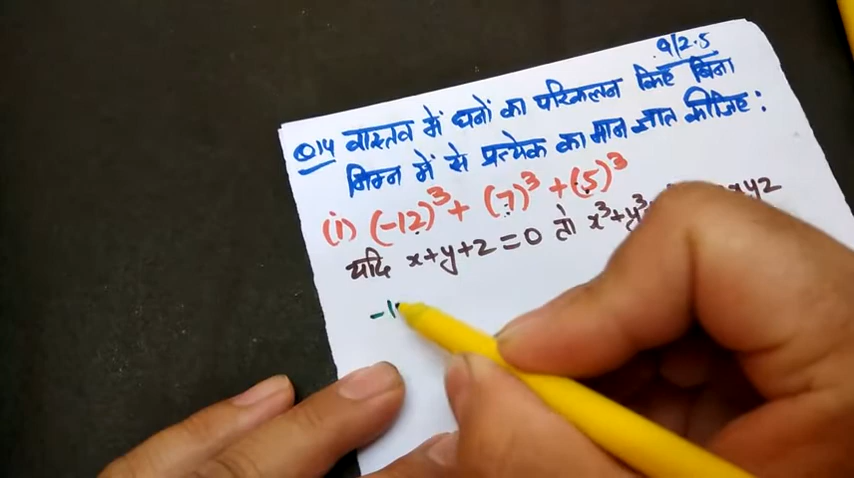 9/2.5
Q14 वास्तव में घनों का परिकलन किए बिना
निम्न में से प्रत्येक का मान ज्ञात कीजिए:
(i) (-12)³ + (7)³ + (5)³
यदि x+y+z=0 तो x³+y³ xyz
-1